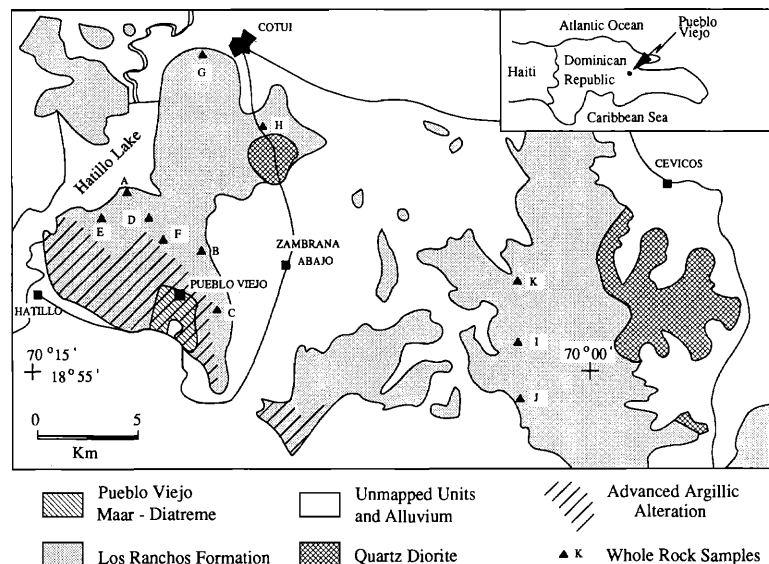 COTUI
Atlantic Ocean
Pueblo
Viejo
Haiti
Dominican
Republic
Caribbean Sea
G
H
Hatillo Lake
CEVICOS
A
E
D
F
B
ZAMBRANA
ABAJO
K
PUEBLO VIEJO
HATILLO
C
I
70°15'
18°55'
70°00'
J
0 5
Km
Pueblo Viejo
Maar - Diatreme
Unmapped Units
and Alluvium
Advanced Argillic
Alteration
Los Ranchos Formation
Quartz Diorite
K Whole Rock Samples